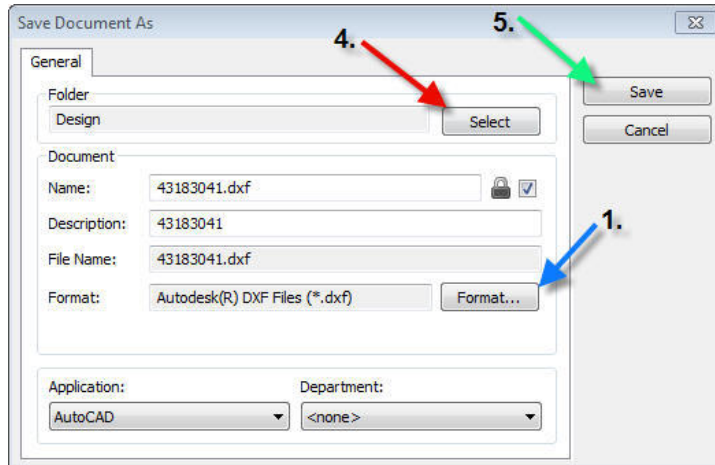 Save Document As
4.
5.
General
Folder
Design
Select
Save
Cancel
Document
Name:
43183041.dxf
Description:
43183041
1.
File Name:
43183041.dxf
Format:
Autodesk(R) DXF Files (*.dxf)
Format...
Application:
Department:
AutoCAD
<none>